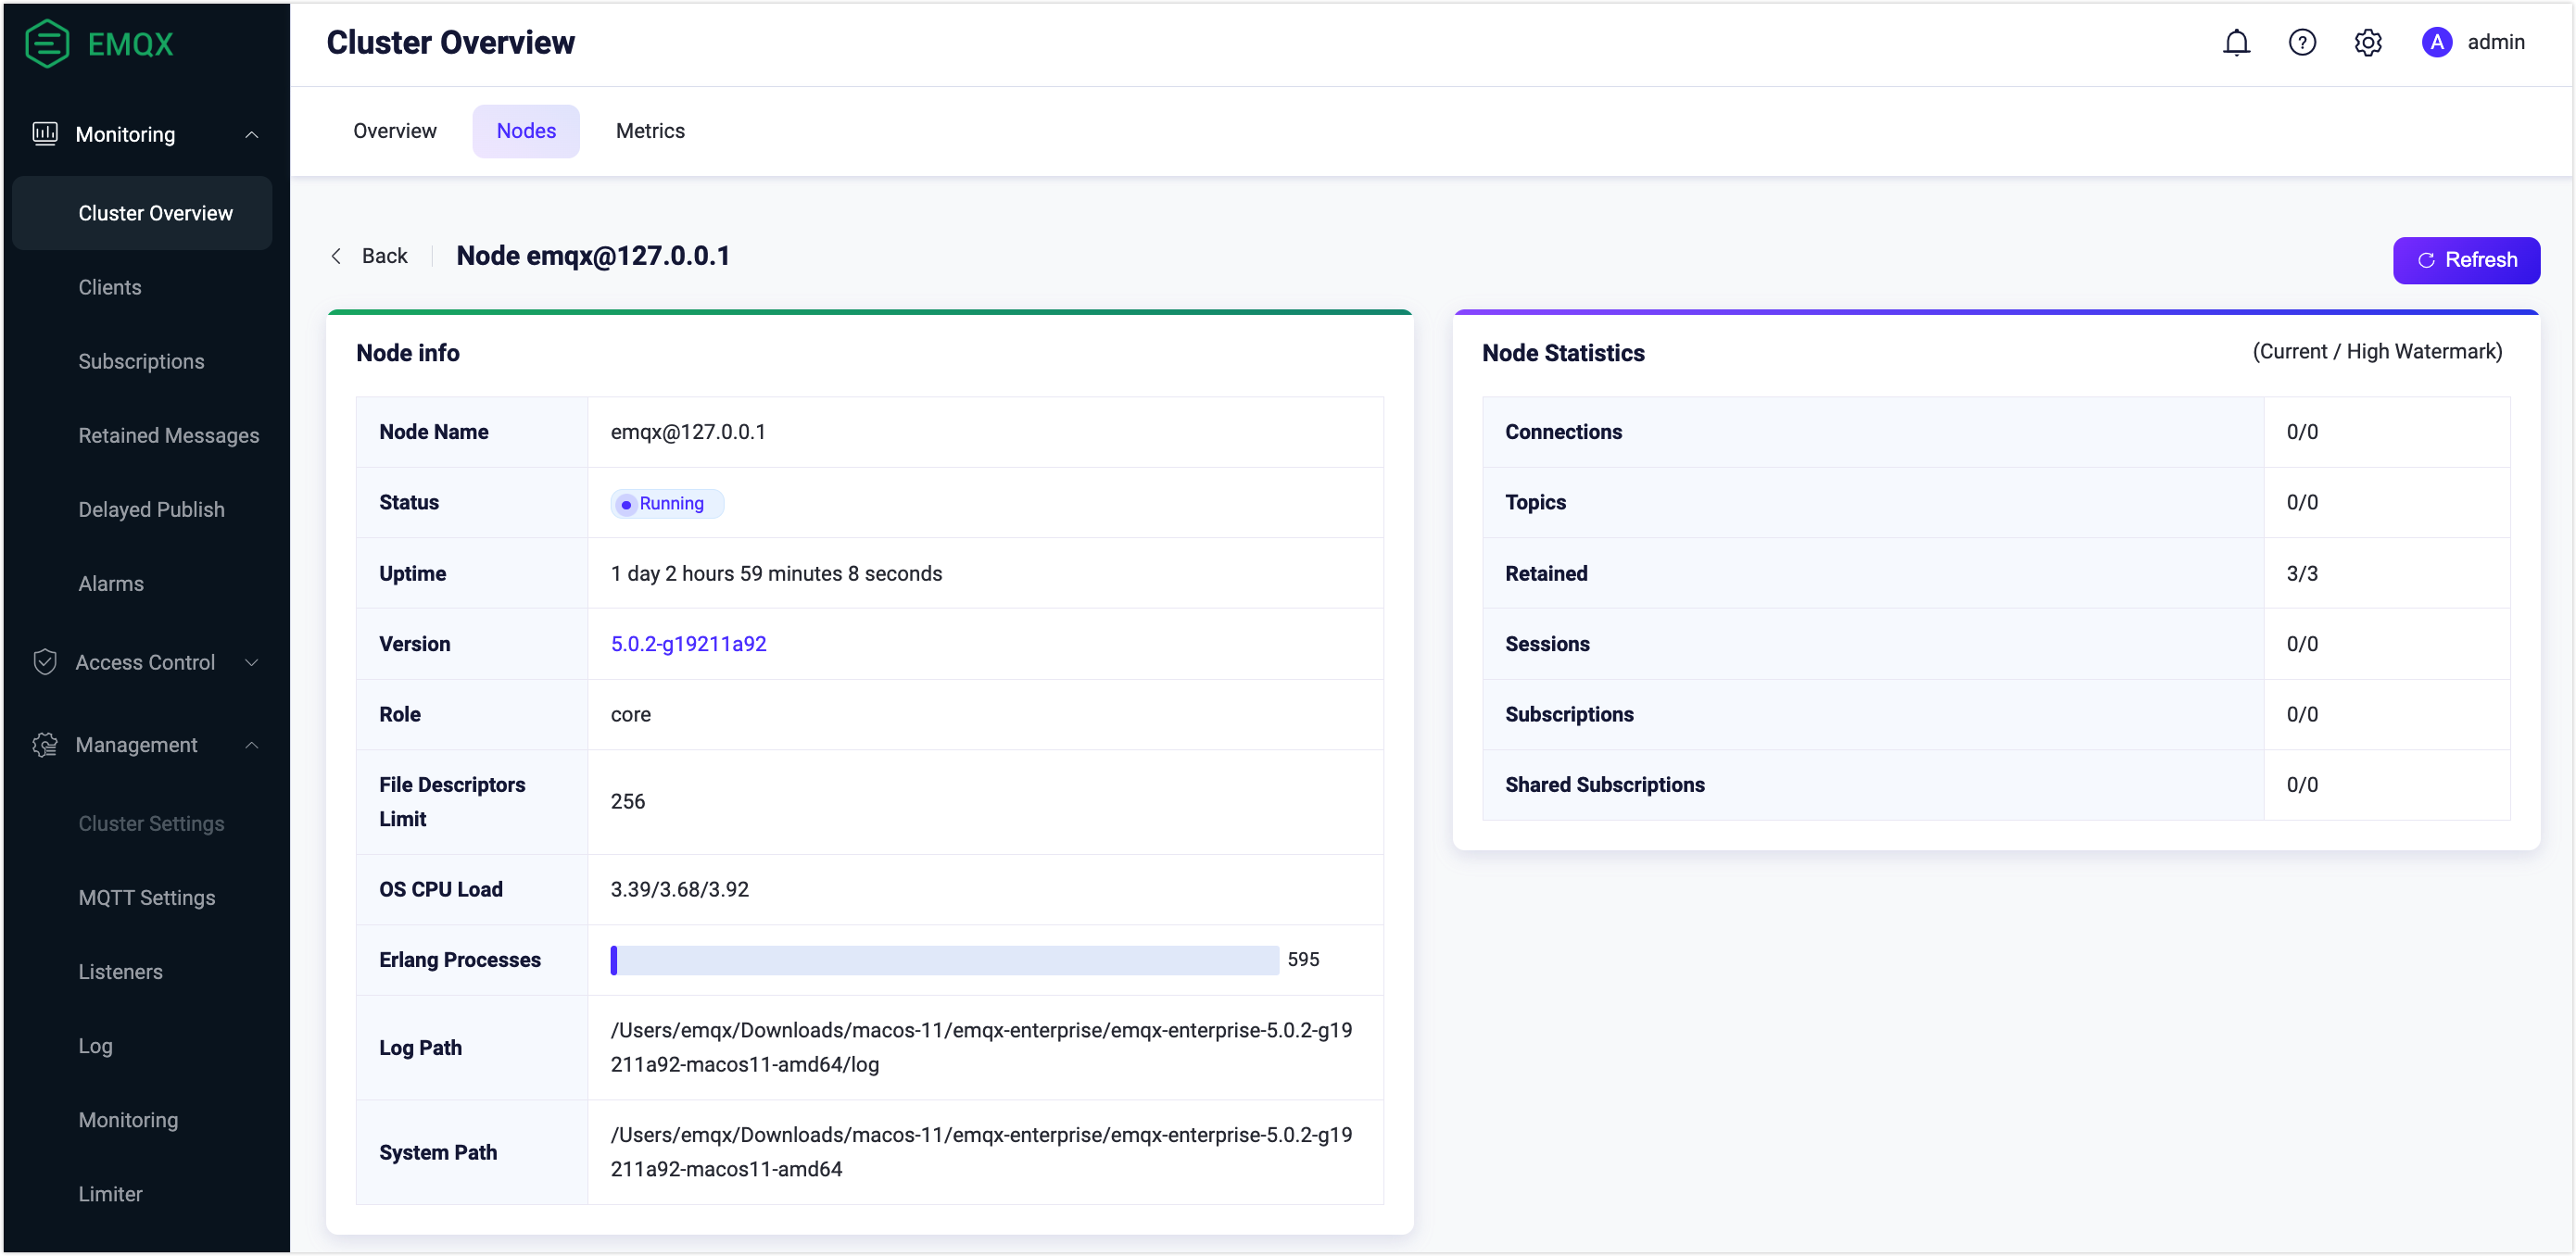 EMQX
Monitoring
Cluster Overview
Clients
Subscriptions
Retained Messages
Delayed Publish
Alarms
Access Control
Management
Cluster Settings
MQTT Settings
Listeners
Log
Monitoring
Limiter
Cluster Overview
A admin
Overview Nodes Metrics
Back Node emqx@127.0.0.1
Refresh
Node info
Node Name emqx@127.0.0.1
Status Running
Uptime 1 day 2 hours 59 minutes 8 seconds
Version 5.0.2-g19211a92
Role core
File Descriptors
Limit
256
OS CPU Load 3.39/3.68/3.92
Erlang Processes 595
Log Path
/Users/emqx/Downloads/macos-11/emqx-enterprise/emqx-enterprise-5.0.2-g19
211a92-macos11-amd64/log
System Path
/Users/emqx/Downloads/macos-11/emqx-enterprise/emqx-enterprise-5.0.2-g19
211a92-macos11-amd64
Node Statistics (Current / High Watermark)
Connections 0/0
Topics 0/0
Retained 3/3
Sessions 0/0
Subscriptions 0/0
Shared Subscriptions 0/0